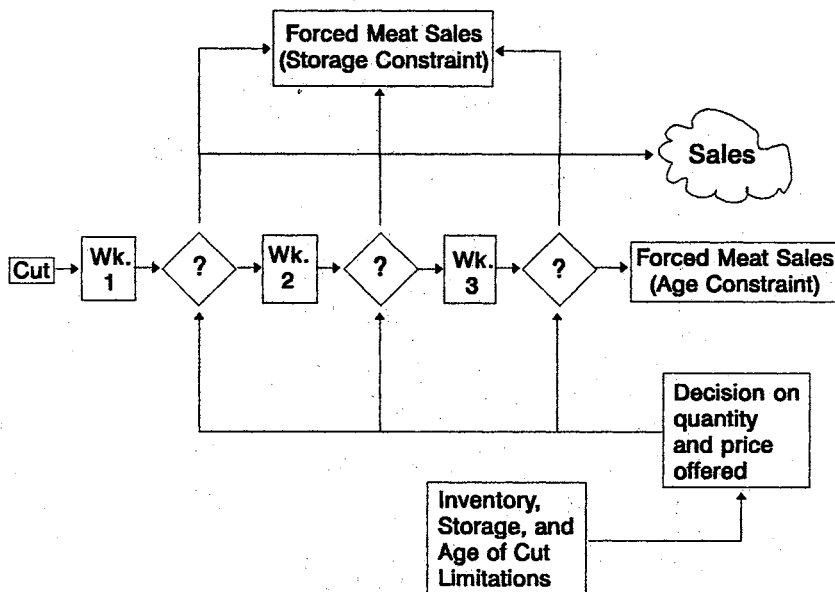 Forced Meat Sales
(Storage Constraint)
Sales
Cut
Wk.
1
?
Wk.
2
?
Wk.
3
?
Forced Meat Sales
(Age Constraint)
Decision on
quantity
and price
offered
Inventory,
Storage, and
Age of Cut
Limitations